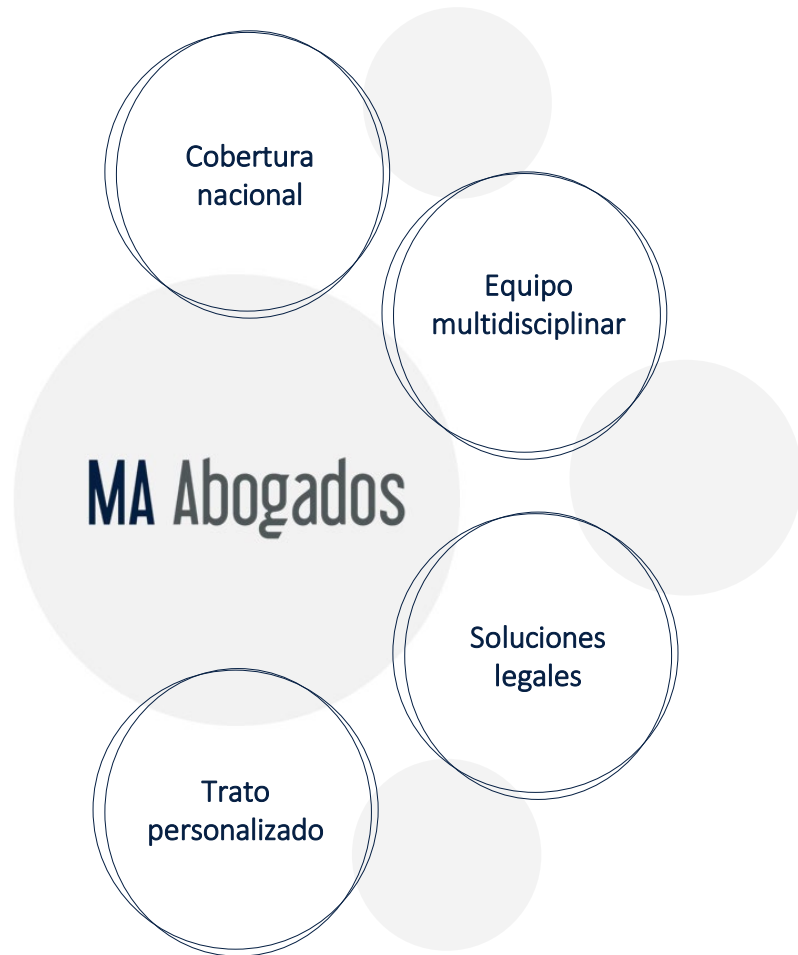 Cobertura
nacional
Equipo
multidisciplinar
MA Abogados
Soluciones
legales
Trato
personalizado